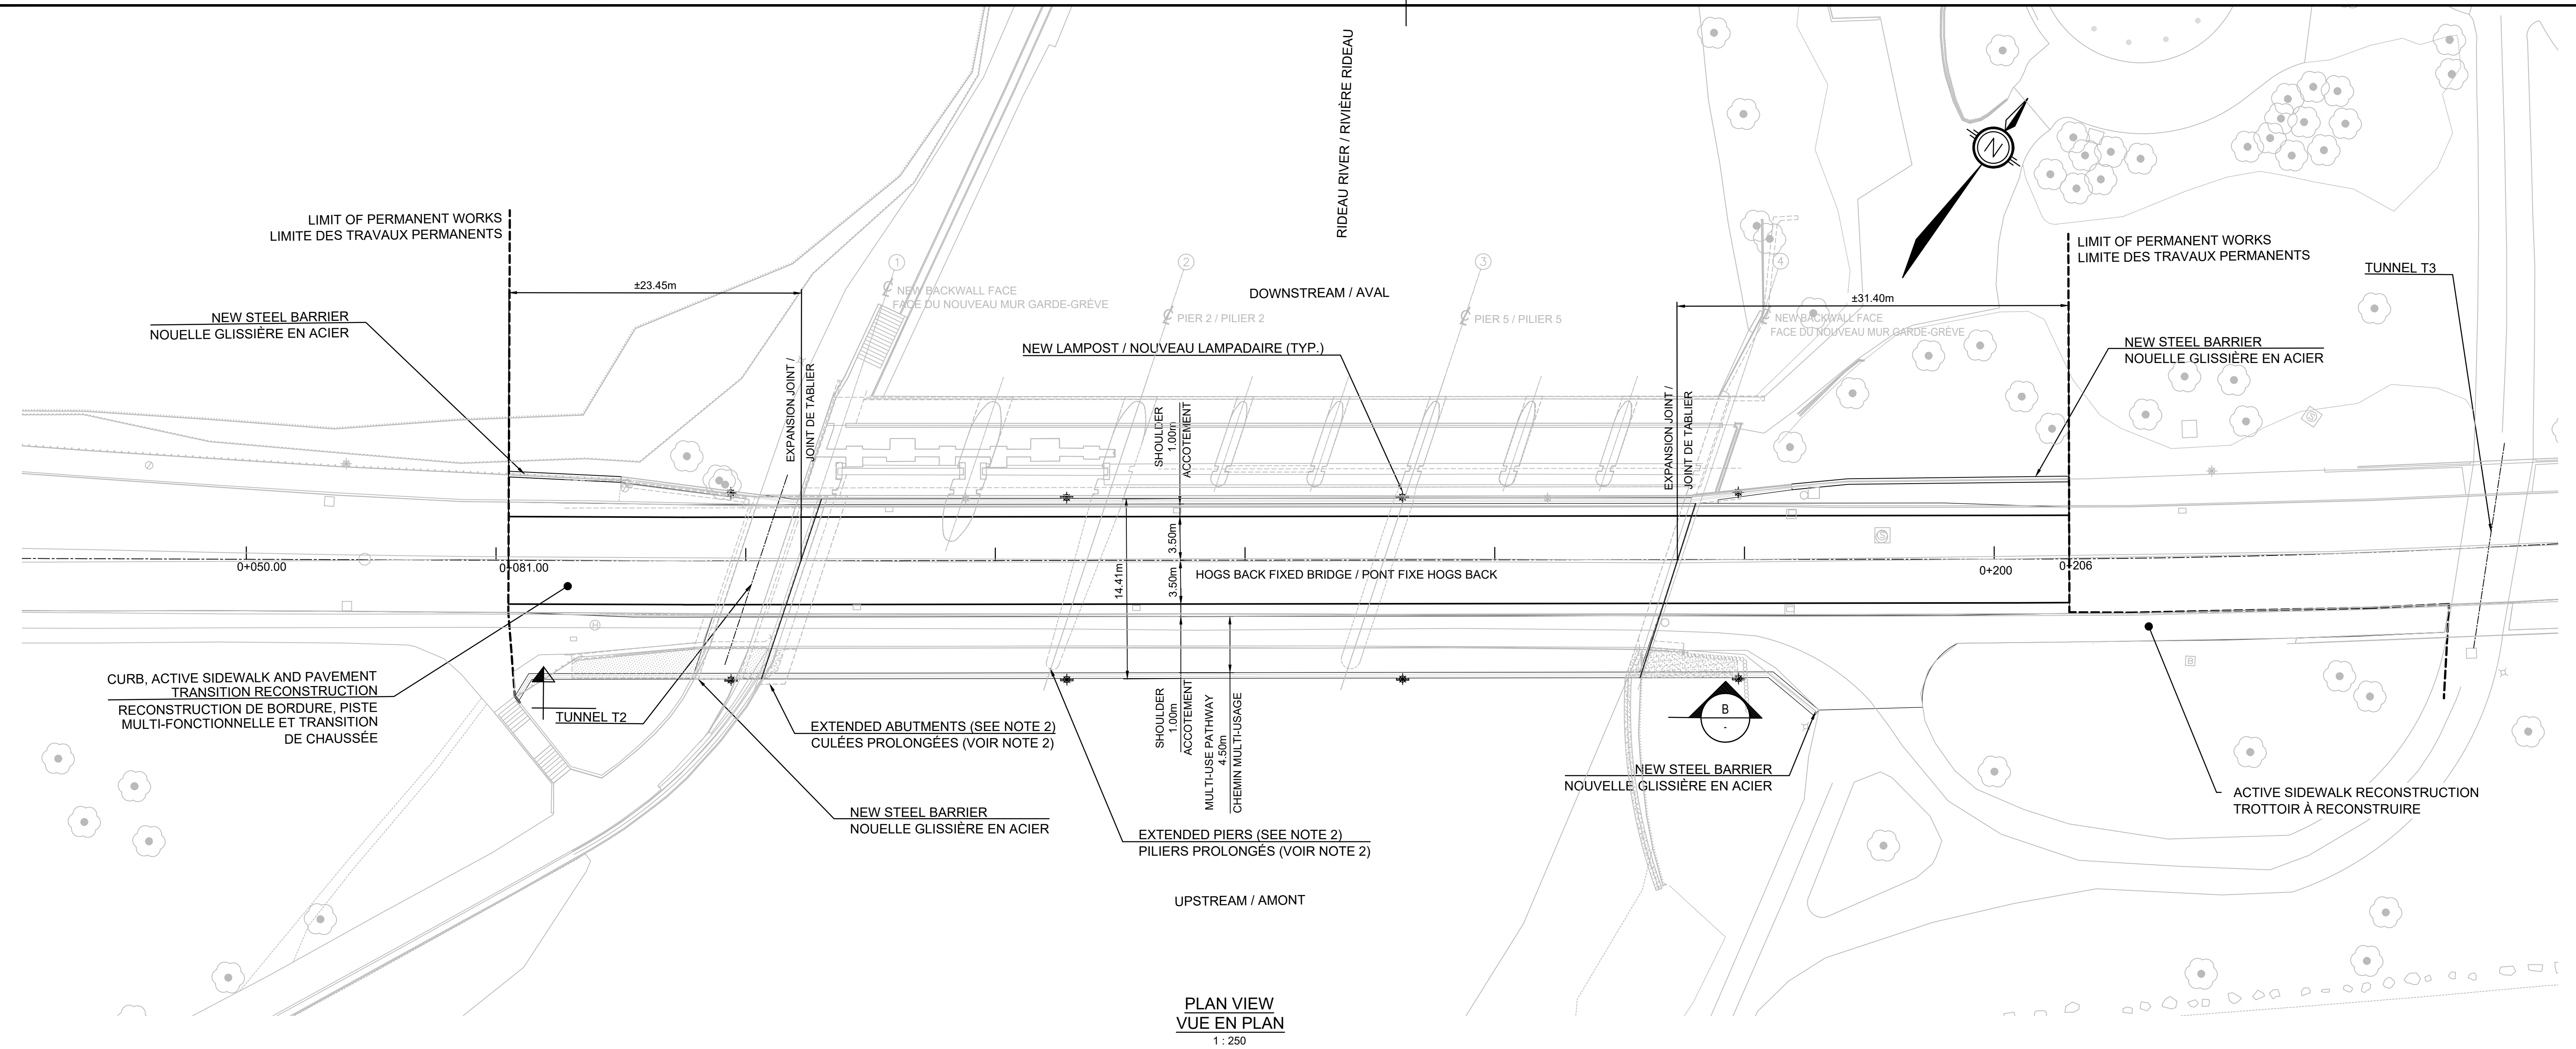 RIDEAU RIVER / RIVIÈRE RIDEAU
N
LIMIT OF PERMANENT WORKS
LIMITE DES TRAVAUX PERMANENTS
±23.45m
NEW STEEL BARRIER
NOUELLE GLISSIÈRE EN ACIER
1
NEW BACKWALL FACE
FACE DU NOUVEAU MUR GARDE-GRÈVE
2
PIER 2 / PILIER 2
DOWNSTREAM / AVAL
3
PIER 5 / PILIER 5
4
NEW BACKWALL FACE
FACE DU NOUVEAU MUR GARDE-GRÈVE
±31.40m
LIMIT OF PERMANENT WORKS
LIMITE DES TRAVAUX PERMANENTS
TUNNEL T3
NEW LAMPOST / NOUVEAU LAMPADAIRE (TYP.)
NEW STEEL BARRIER
NOUELLE GLISSIÈRE EN ACIER
EXPANSION JOINT /
JOINT DE TABLIER
SHOULDER
1.00m
ACCOTEMENT
EXPANSION JOINT /
JOINT DE TABLIER
S
S
3.50m
3.50m
14.41m
0+050.00
0+081.00
HOGS BACK FIXED BRIDGE / PONT FIXE HOGS BACK
0+200
0+206
H
B
CURB, ACTIVE SIDEWALK AND PAVEMENT
TRANSITION RECONSTRUCTION
RECONSTRUCTION DE BORDURE, PISTE
MULTI-FONCTIONNELLE ET TRANSITION
DE CHAUSSÉE
TUNNEL T2
EXTENDED ABUTMENTS (SEE NOTE 2)
CULÉES PROLONGÉES (VOIR NOTE 2)
SHOULDER
1.00m
ACCOTEMENT
MULTI-USE PATHWAY
4.50m
CHEMIN MULTI-USAGE
B
-
NEW STEEL BARRIER
NOUVELLE GLISSIÈRE EN ACIER
NEW STEEL BARRIER
NOUELLE GLISSIÈRE EN ACIER
EXTENDED PIERS (SEE NOTE 2)
PILIERS PROLONGÉS (VOIR NOTE 2)
ACTIVE SIDEWALK RECONSTRUCTION
TROTTOIR À RECONSTRUIRE
UPSTREAM / AMONT
PLAN VIEW
VUE EN PLAN
1 : 250